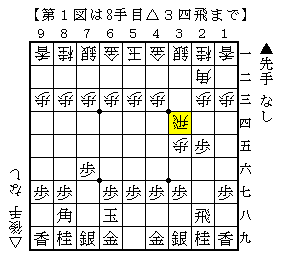 【第１図は8手目△３四飛まで】
９ ８ ７ ６ ５ ４ ３ ２ １
香 桂 銀 金 王 金 銀 桂 香 一
角 二
歩 歩 歩 歩 歩 歩 歩 歩 三
飛 四
歩 歩 五
歩 六
歩 歩 歩 歩 歩 歩 歩 七
角 玉 飛 八
香 桂 銀 金 金 銀 桂 香 九
▲先手 なし
△後手 なし